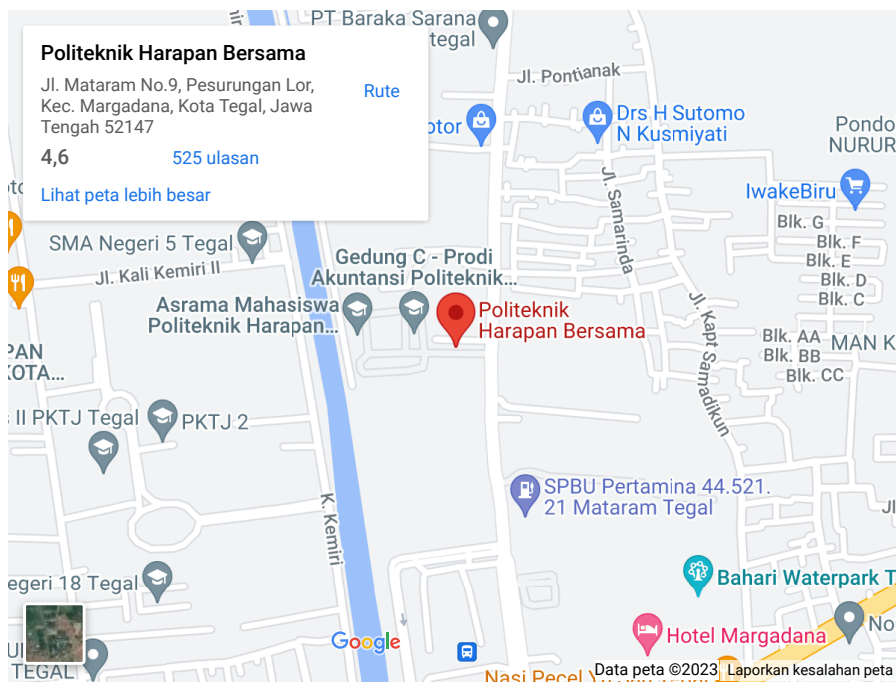 PT Baraka Sarana
tegal
Politeknik Harapan Bersama
Jl. Mataram No.9, Pesurungan Lor,
Kec. Margadana, Kota Tegal, Jawa
Tengah 52147
Rute
4,6
525 ulasan
Lihat peta lebih besar
Jl. Pontianak
otor
Drs H Sutomo
N Kusmiyati
Pondo
NURUR
IwakeBiru
Jl. Samarinda
Blk. G
Blk. F
Blk. E
Blk. D
Blk. C
SMA Negeri 5 Tegal
Jl. Kali Kemiri II
Gedung C - Prodi
Akuntansi Politeknik...
Asrama Mahasiswa
Politeknik Harapan...
Politeknik
Harapan Bersama
Jl. Kapt Samadikun
Blk. AA
Blk. BB
Blk. CC
MAN K
PAN
KOTA...
II PKTJ Tegal
PKTJ 2
SPBU Pertamina 44.521.
21 Mataram Tegal
K. Kemiri
Jl
egeri 18 Tegal
Bahari Waterpark T
Hotel Margadana
No
TEGAL
Google
Nasi Pecel
Data peta ©2023
Laporkan kesalahan peta